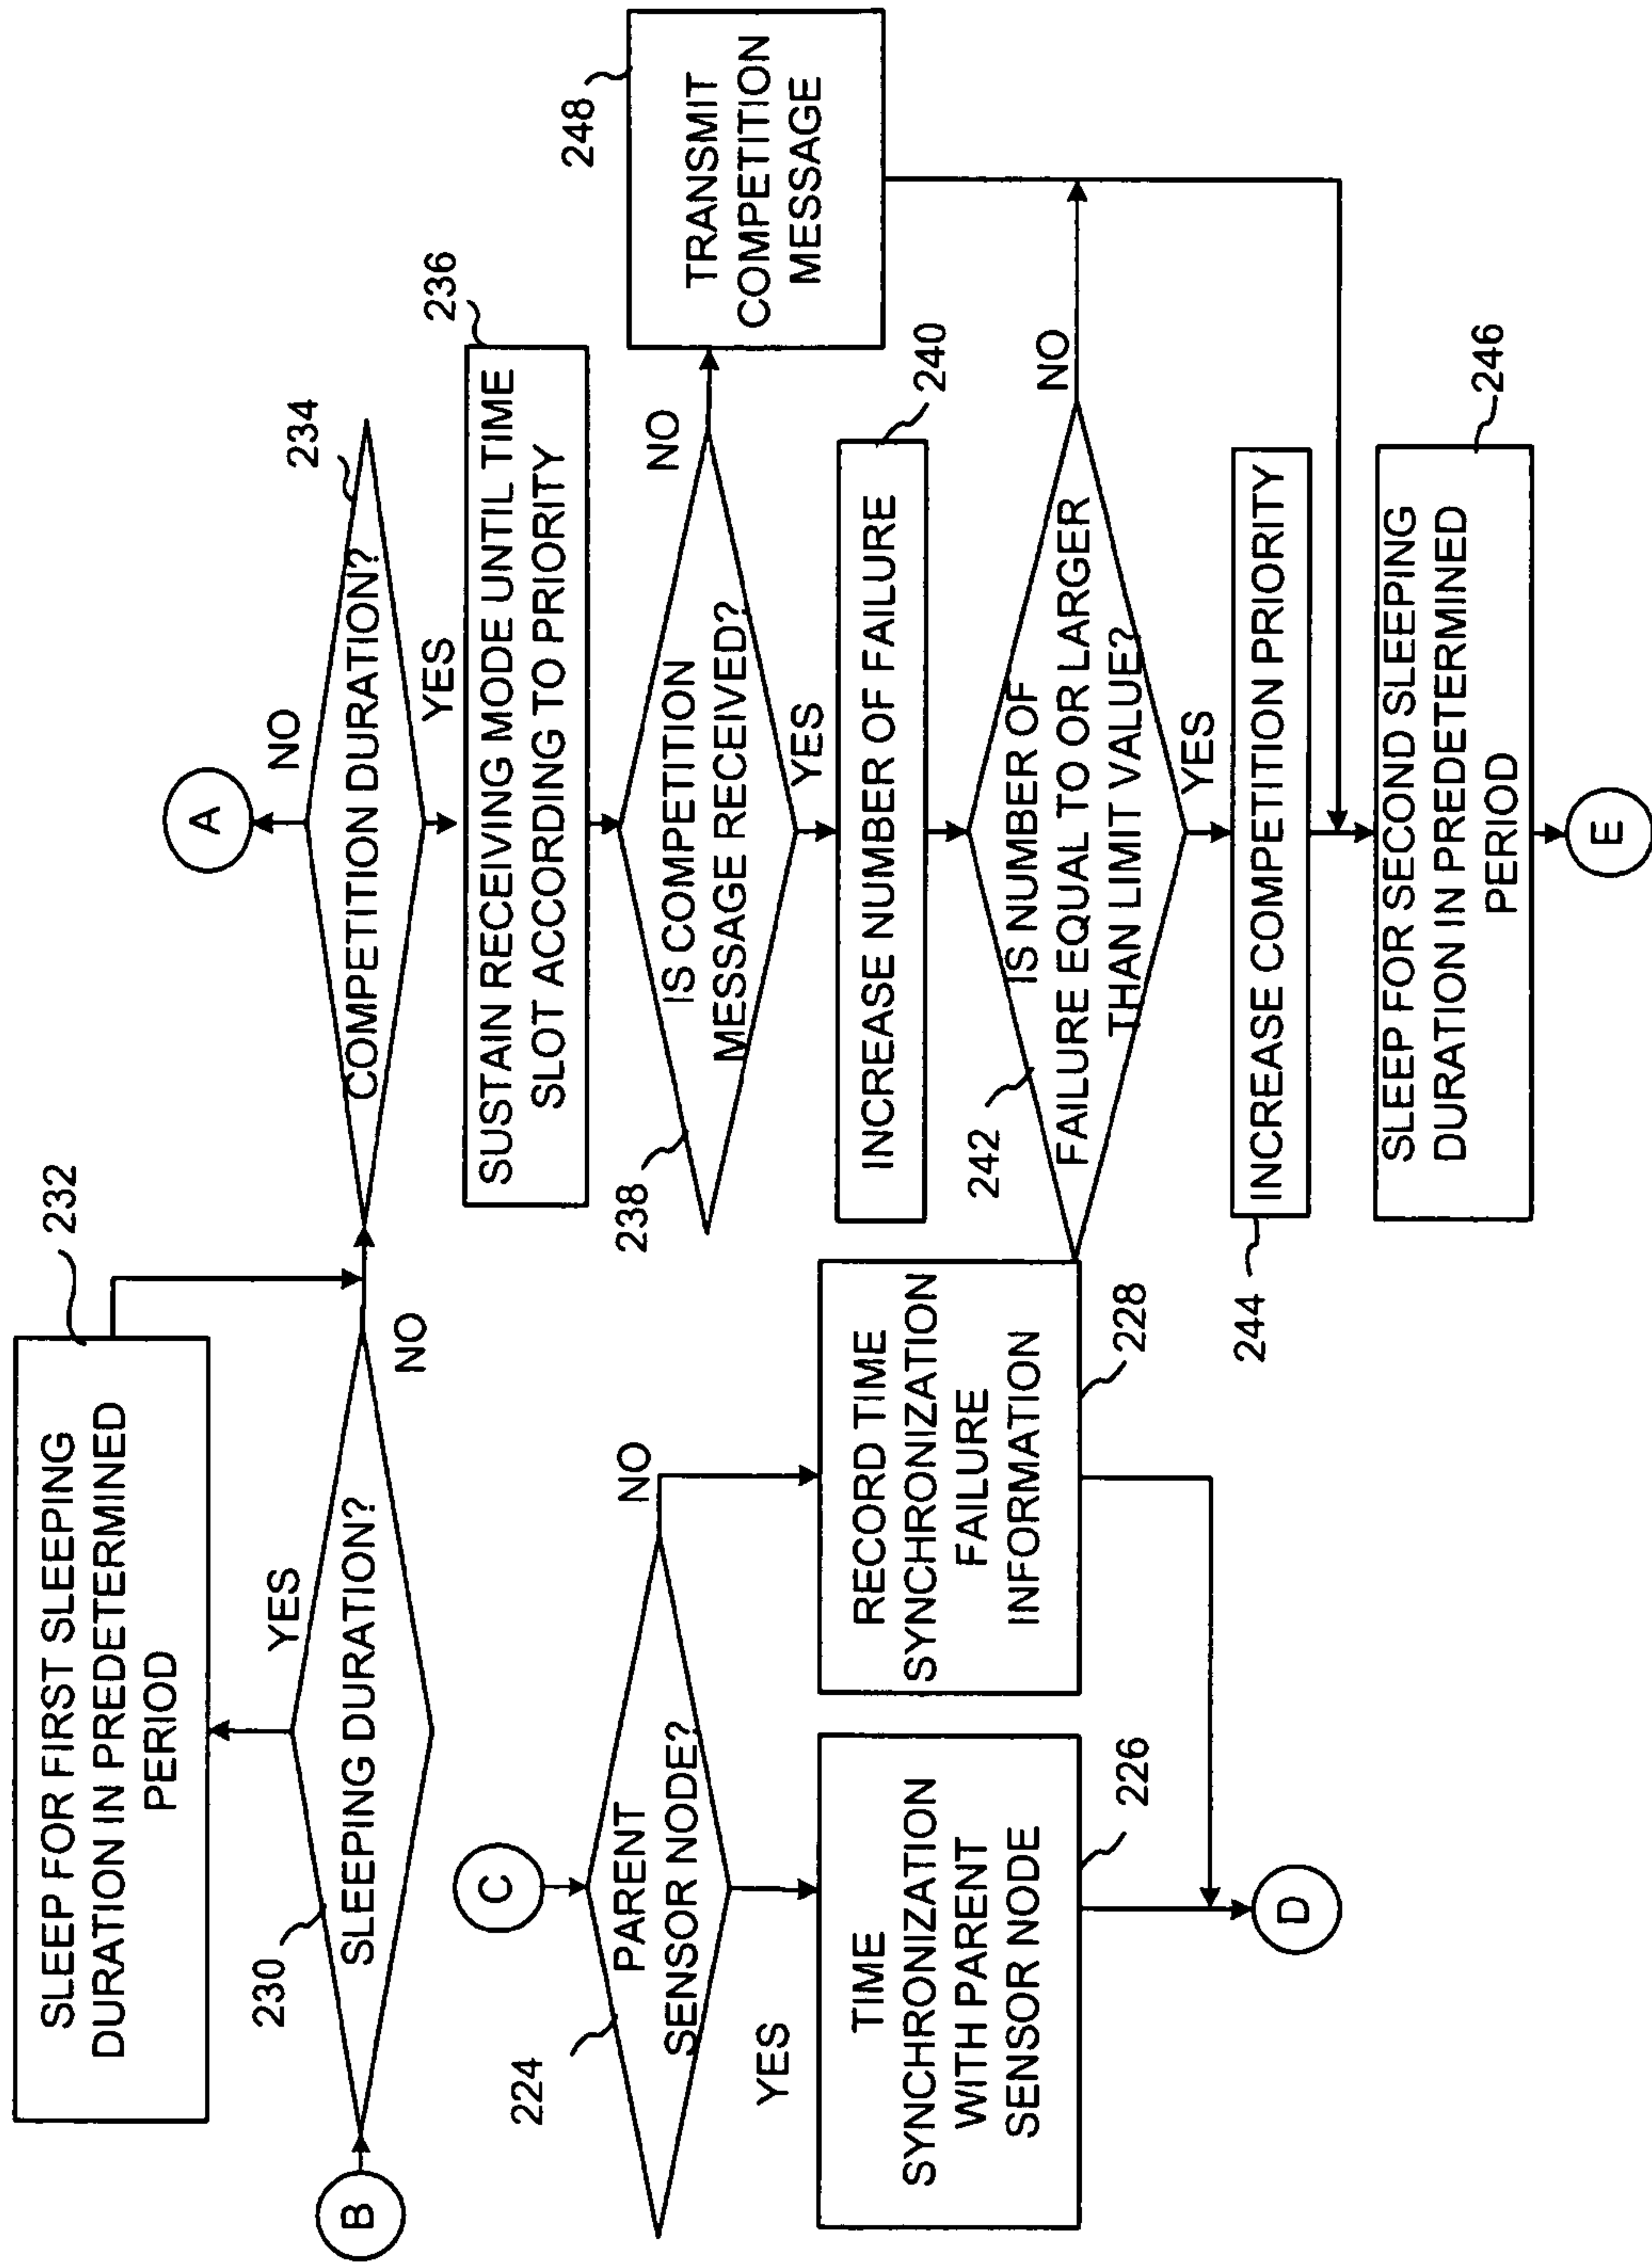 B
230
SLEEPING DURATION?
YES
NO
232
SLEEP FOR FIRST SLEEPING
DURATION IN PREDETERMINED
PERIOD
A
NO
234
COMPETITION DURATION?
YES
236
SUSTAIN RECEIVING MODE UNTIL TIME
SLOT ACCORDING TO PRIORITY
238
IS COMPETITION
MESSAGE RECEIVED?
NO
YES
248
TRANSMIT
COMPETITION
MESSAGE
240
INCREASE NUMBER OF FAILURE
242
IS NUMBER OF
FAILURE EQUAL TO OR LARGER
THAN LIMIT VALUE?
NO
YES
244
INCREASE COMPETITION PRIORITY
246
SLEEP FOR SECOND SLEEPING
DURATION IN PREDETERMINED
PERIOD
E
C
224
PARENT
SENSOR NODE?
NO
YES
TIME
SYNCHRONIZATION
WITH PARENT
SENSOR NODE
226
RECORD TIME
SYNCHRONIZATION
FAILURE
INFORMATION
228
D